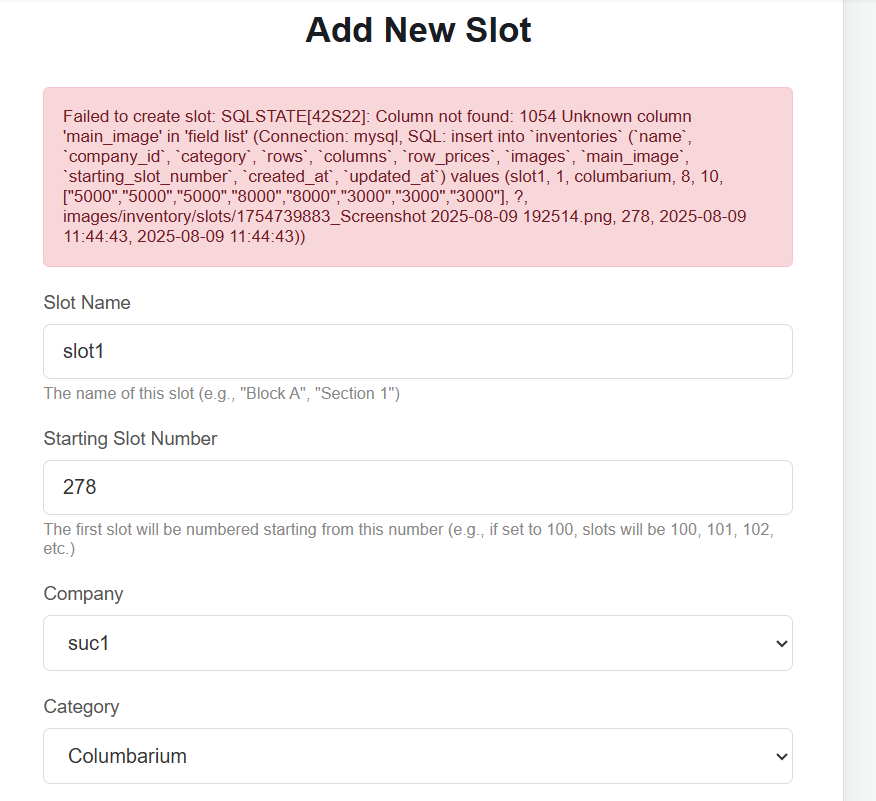 Add New Slot
Failed to create slot: SQLSTATE[42S22]: Column not found: 1054 Unknown column
'main_image' in 'field list' (Connection: mysql, SQL: insert into `inventories` (`name`,
`company_id`, `category`, `rows`, `columns`, `row_prices`, `images`, `main_image`,
`starting_slot_number`, `created_at`, `updated_at`) values (slot1, 1, columbarium, 8, 10,
["5000","5000","5000","8000","8000","3000","3000","3000"], ?,
images/inventory/slots/1754739883_Screenshot 2025-08-09 192514.png, 278, 2025-08-09
11:44:43, 2025-08-09 11:44:43))
Slot Name
slot1
The name of this slot (e.g., "Block A", "Section 1")
Starting Slot Number
278
The first slot will be numbered starting from this number (e.g., if set to 100, slots will be 100, 101, 102,
etc.)
Company
suc1
Category
Columbarium